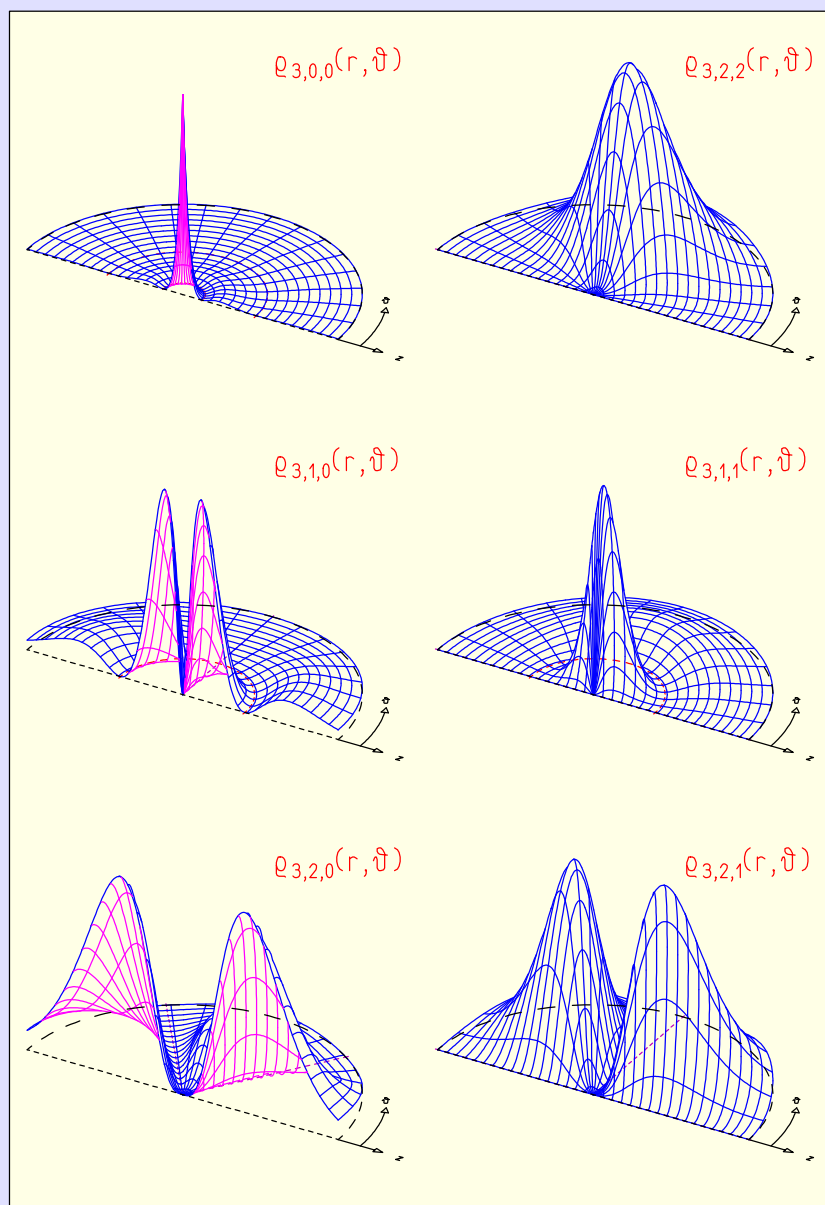 ϱ3,0,0(r,ϑ)
ϱ3,2,2(r,ϑ)
ϑ
z
ϑ
z
ϱ3,1,0(r,ϑ)
ϱ3,1,1(r,ϑ)
ϑ
z
ϑ
z
ϱ3,2,0(r,ϑ)
ϱ3,2,1(r,ϑ)
ϑ
z
ϑ
z